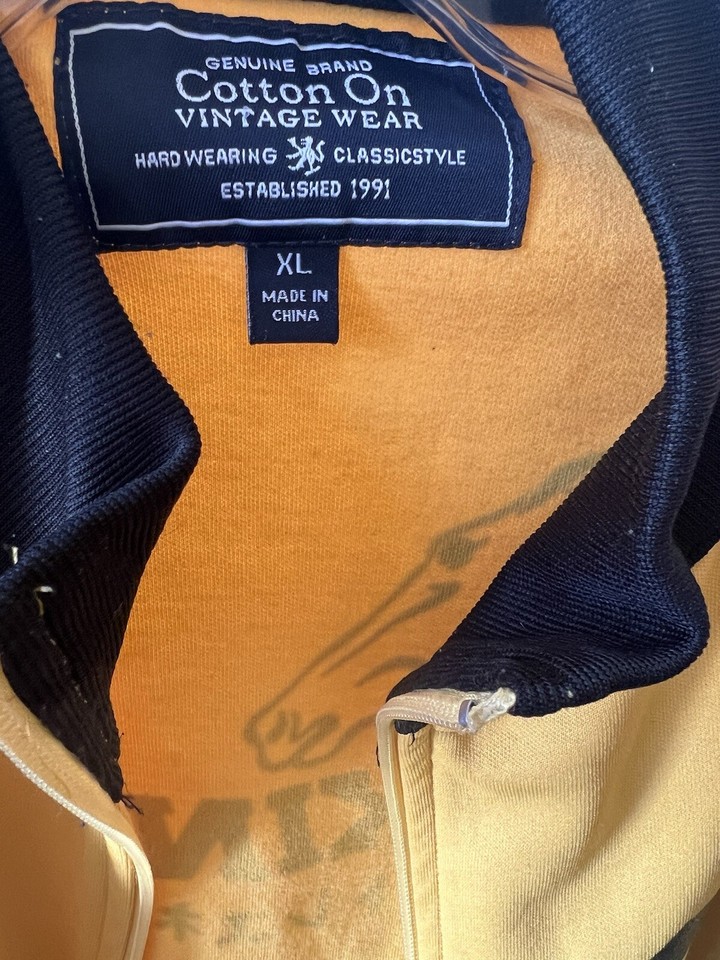 GENUINE BRAND
Cotton On
VINTAGE WEAR
HARD WEARING CLASSICSTYLE
ESTABLISHED 1991
XL
MADE IN
CHINA